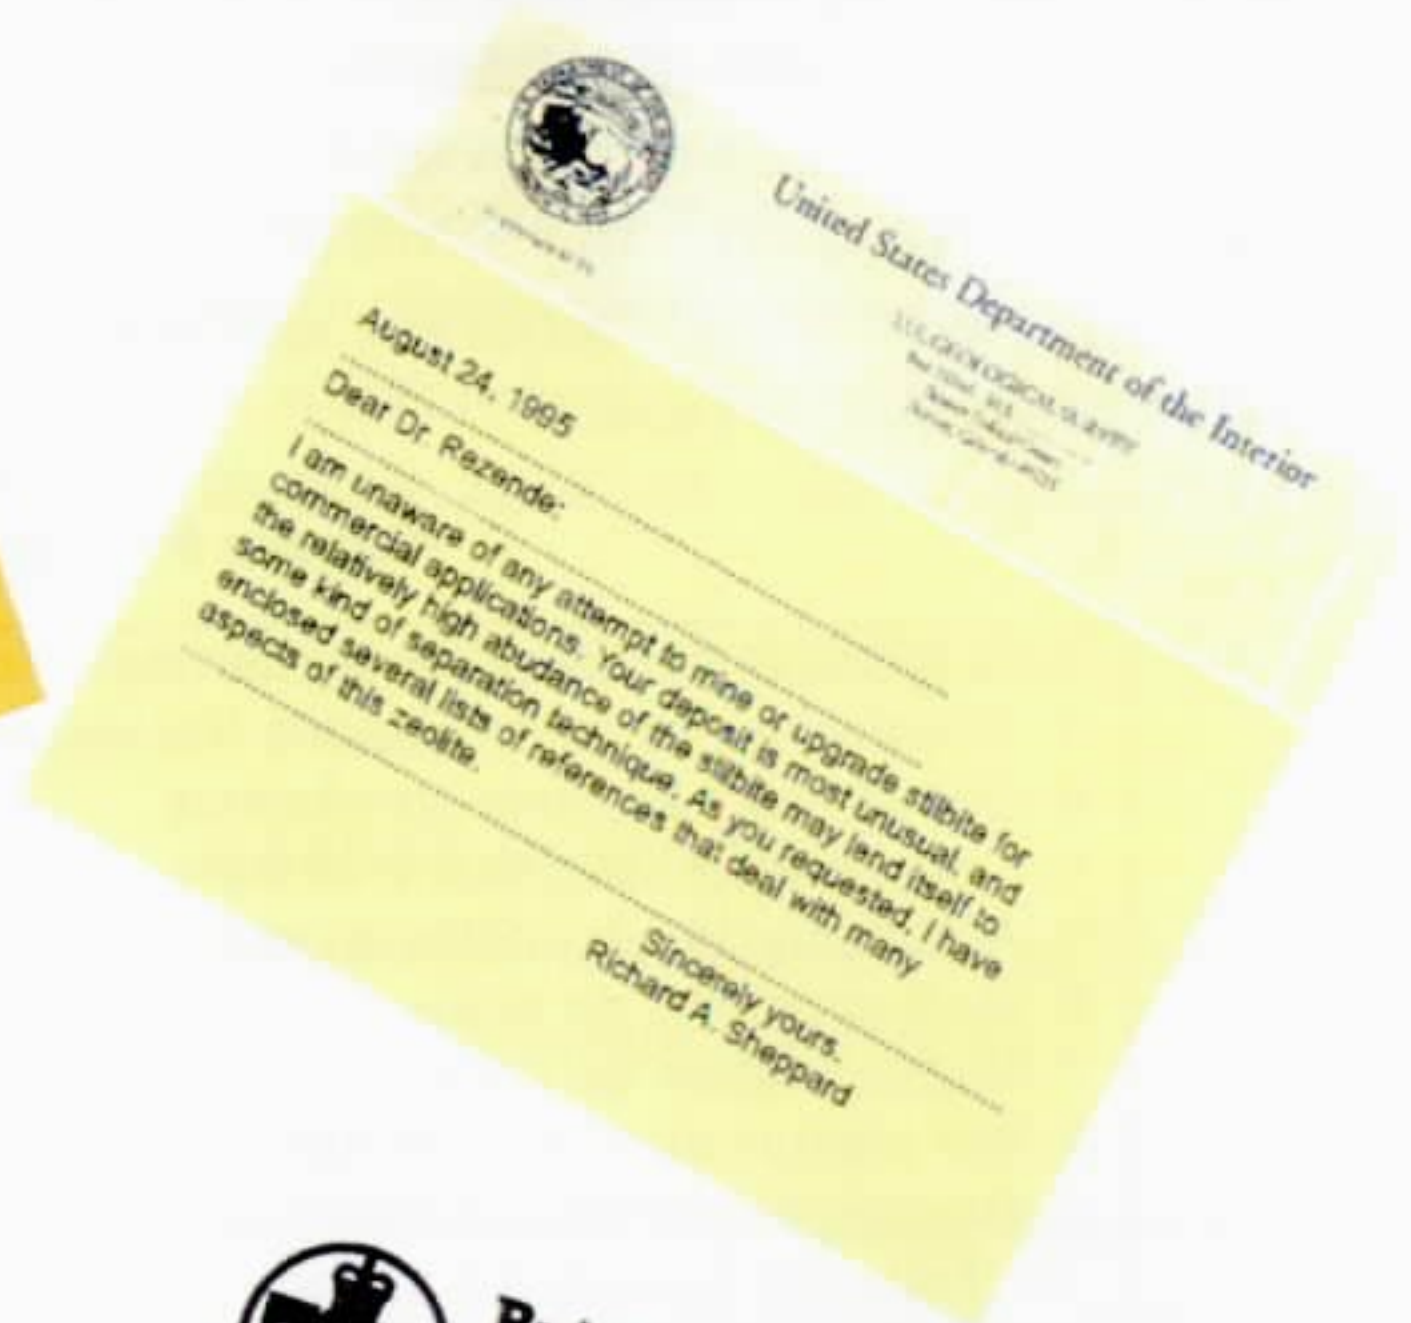 United States Department of the Interior
U.S. GEOLOGICAL SURVEY
August 24, 1995
Dear Dr Rezende:
I am unaware of any attempt to mine or upgrade stilbite for
commercial applications. Your deposit is most unusual, and
the relatively high abudance of the stilbite may lend itself to
some kind of separation technique. As you requested, I have
enclosed several lists of references that deal with many
aspects of this zeolite.
Sincerely yours,
Richard A. Sheppard